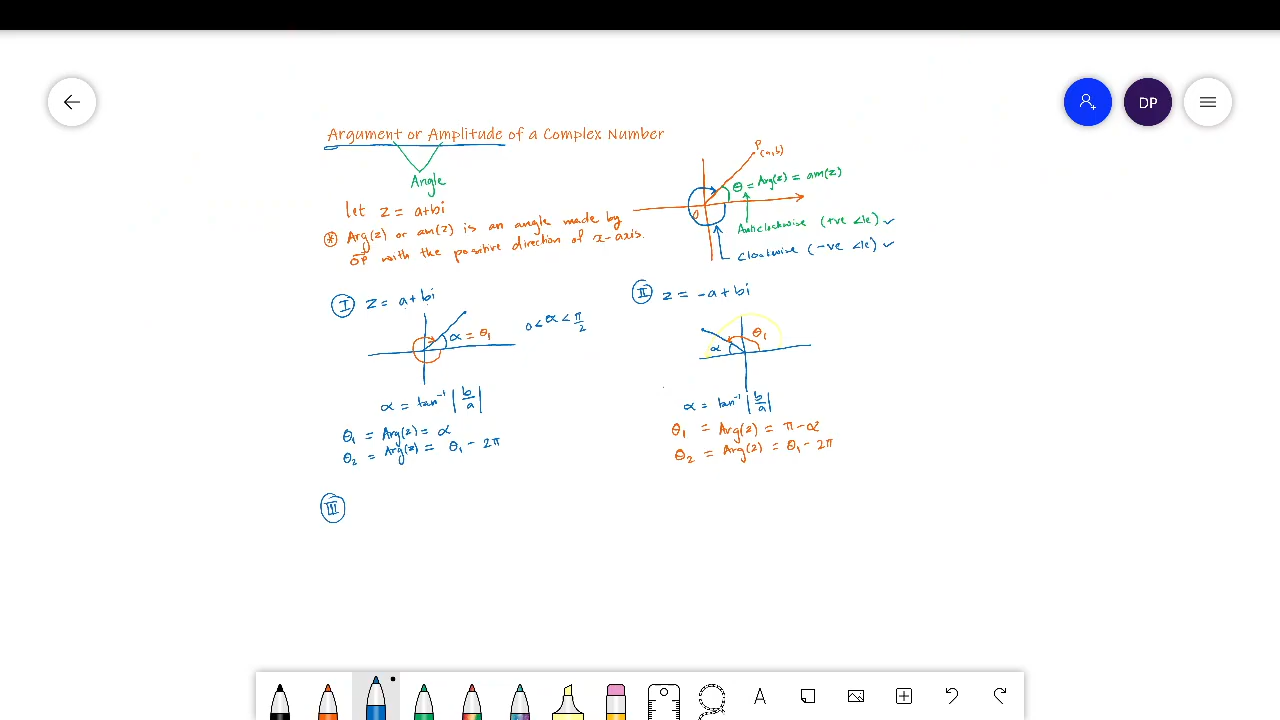 DP
Argument or Amplitude of a Complex Number
Angle
let z = a+bi
⊛ Arg(z) or am(z) is an angle made by
OP with the positive direction of x-axis.
P(a,b)
θ = Arg(z) = am(z)
O
Anticlockwise (+ve <le) ✓
Clockwise (-ve <le) ✓
I z = a+bi
α = θ₁
0 < α < π/2
α = tan⁻¹ |b/a|
θ₁ = Arg(z) = α
θ₂ = Arg(z) = θ₁ - 2π
II z = -a+bi
α
θ₁
α = tan⁻¹ |b/a|
θ₁ = Arg(z) = π-α
θ₂ = Arg(z) = θ₁ - 2π
III
A